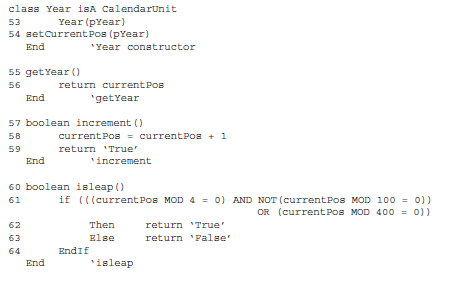 class Year isA CalendarUnit
53 Year(pYear)
54 setCurrentPos(pYear)
End 'Year constructor
55 getYear()
56 return currentPos
End 'getYear
57 boolean increment()
58 currentPos = currentPos + 1
59 return 'True'
End 'increment
60 boolean isleap()
61 if (((currentPos MOD 4 = 0) AND NOT(currentPos MOD 100 = 0))
OR (currentPos MOD 400 = 0))
62 Then return 'True'
63 Else return 'False'
64 EndIf
End 'isleap